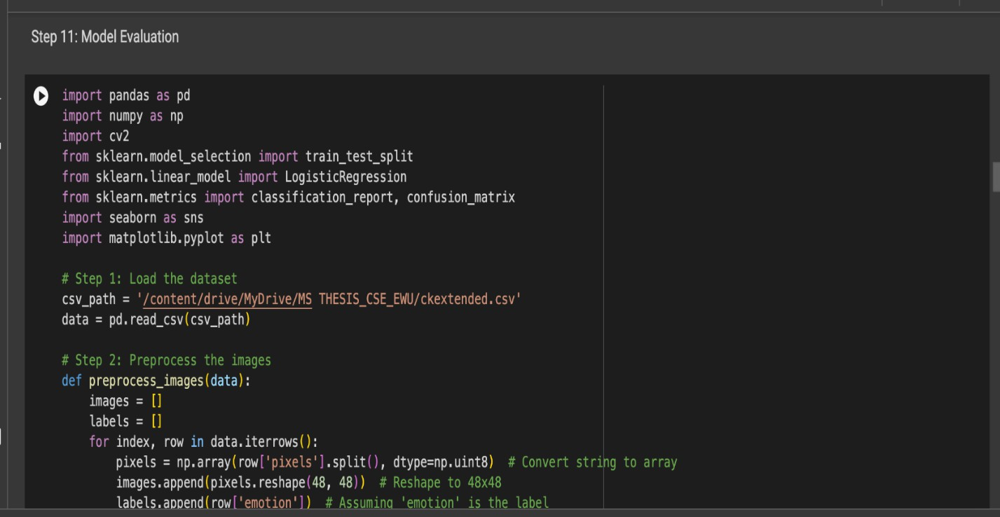 Step 11: Model Evaluation
import pandas as pd
import numpy as np
import cv2
from sklearn.model_selection import train_test_split
from sklearn.linear_model import LogisticRegression
from sklearn.metrics import classification_report, confusion_matrix
import seaborn as sns
import matplotlib.pyplot as plt
# Step 1: Load the dataset
csv_path = '/content/drive/MyDrive/MS THESIS_CSE_EWU/ckextended.csv'
data = pd.read_csv(csv_path)
# Step 2: Preprocess the images
def preprocess_images(data):
    images = []
    labels = []
    for index, row in data.iterrows():
        pixels = np.array(row['pixels'].split(), dtype=np.uint8)  # Convert string to array
        images.append(pixels.reshape(48, 48))  # Reshape to 48x48
        labels.append(row['emotion'])  # Assuming 'emotion' is the label